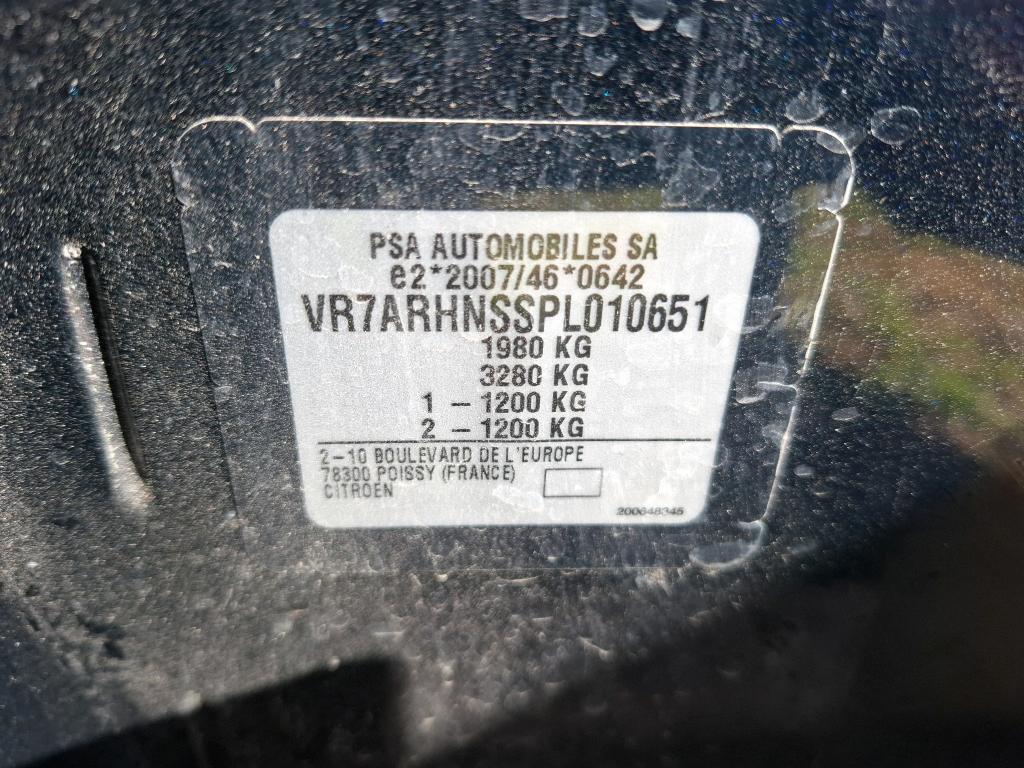 PSA AUTOMOBILES SA
e2*2007/46*0642
VR7ARHNSSPL010651
1980 KG
3280 KG
1 - 1200 KG
2 - 1200 KG
2-10 BOULEVARD DE L'EUROPE
78300 POISSY (FRANCE)
CITROEN
200648345